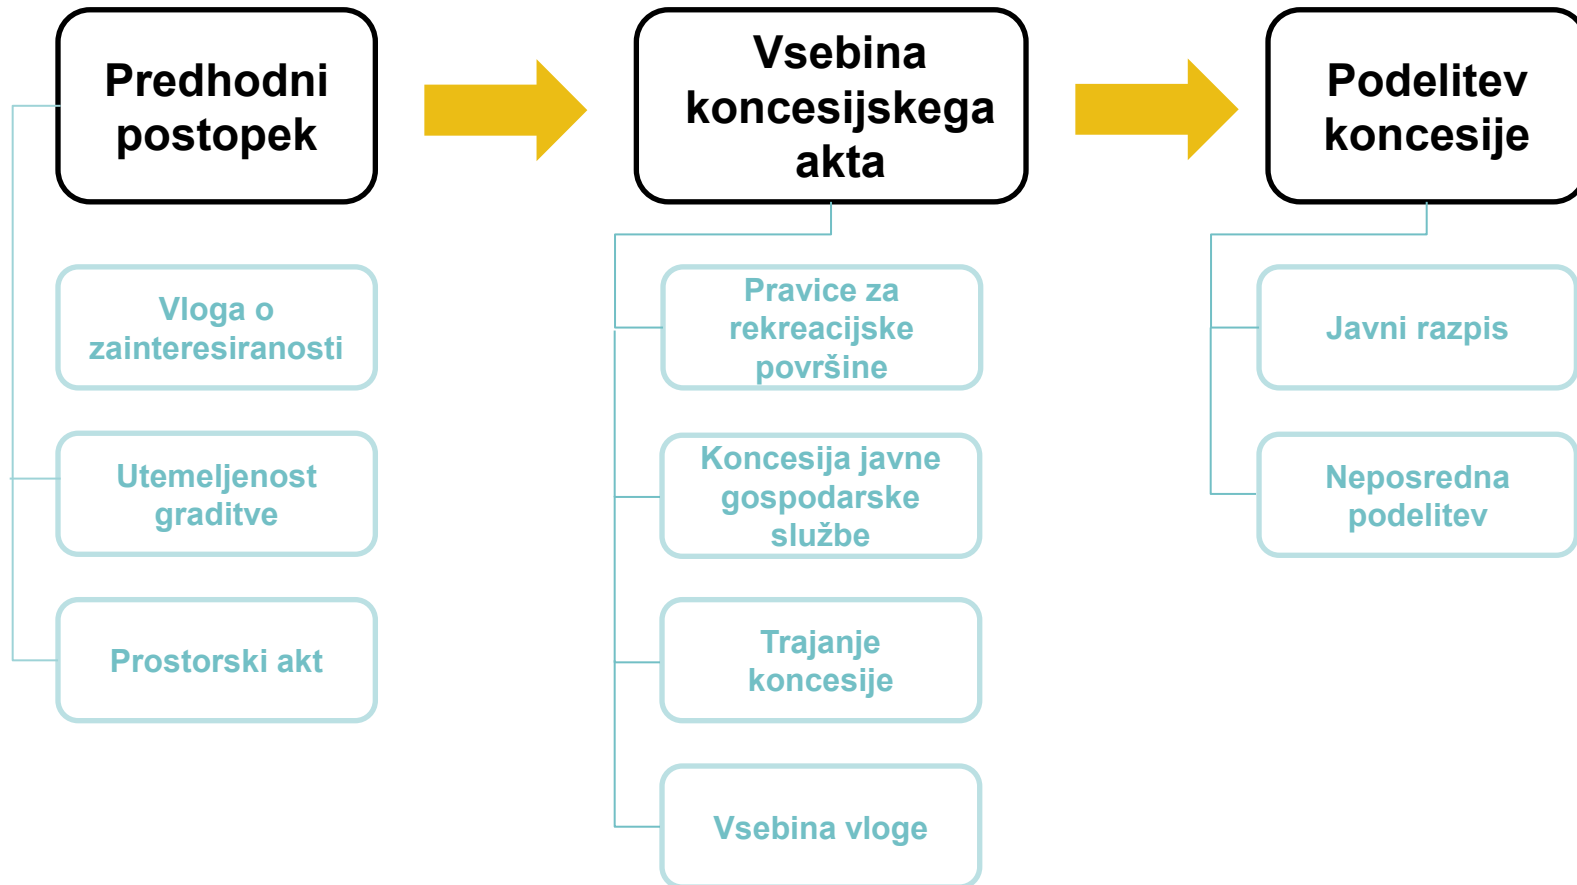 Predhodni
postopek
Vloga o
zainteresiranosti
Utemeljenost
graditve
Prostorski akt
Vsebina
koncesijskega
akta
Pravice za
rekreacijske
površine
Koncesija javne
gospodarske
službe
Trajanje
koncesije
Vsebina vloge
Podelitev
koncesije
Javni razpis
Neposredna
podelitev